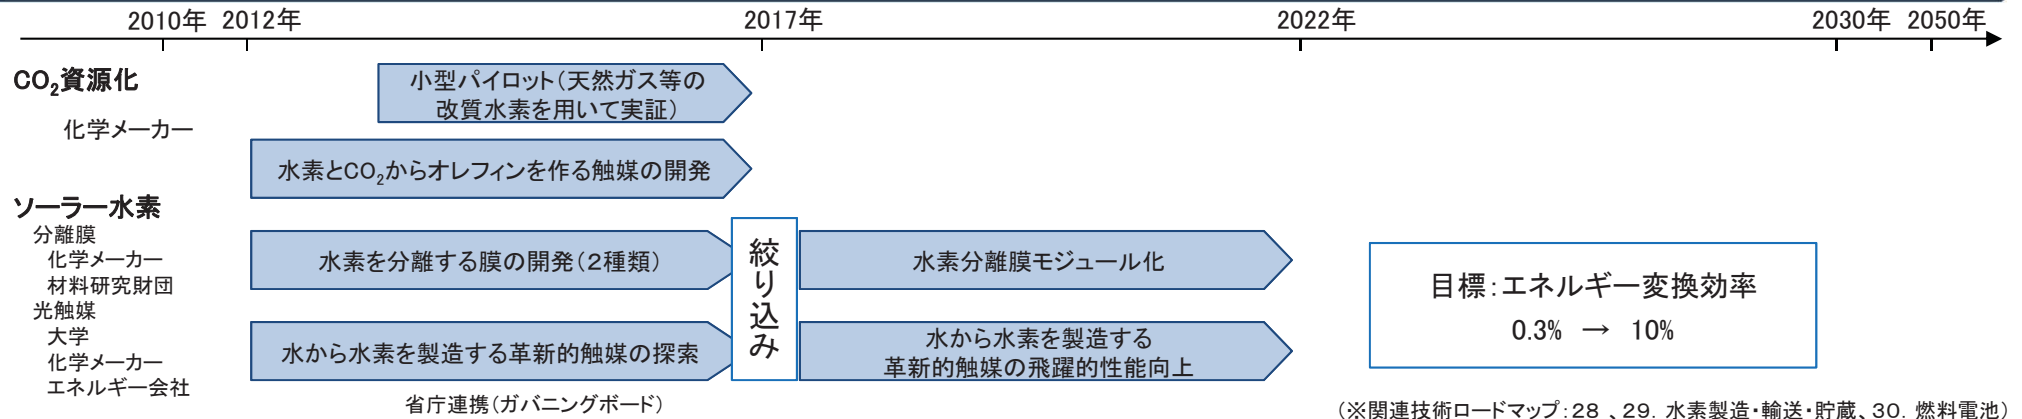 2010年 2012年 2017年 2022年 2030年 2050年
CO₂資源化
化学メーカー
小型パイロット(天然ガス等の
改質水素を用いて実証)
水素とCO₂からオレフィンを作る触媒の開発
ソーラー水素
分離膜
化学メーカー
材料研究財団
光触媒
大学
化学メーカー
エネルギー会社
水素を分離する膜の開発(2種類)
水から水素を製造する革新的触媒の探索
絞り込み
水素分離膜モジュール化
水から水素を製造する
革新的触媒の飛躍的性能向上
目標:エネルギー変換効率
0.3% → 10%
省庁連携(ガバニングボード)
(※関連技術ロードマップ:28 、29. 水素製造・輸送・貯蔵、30. 燃料電池)